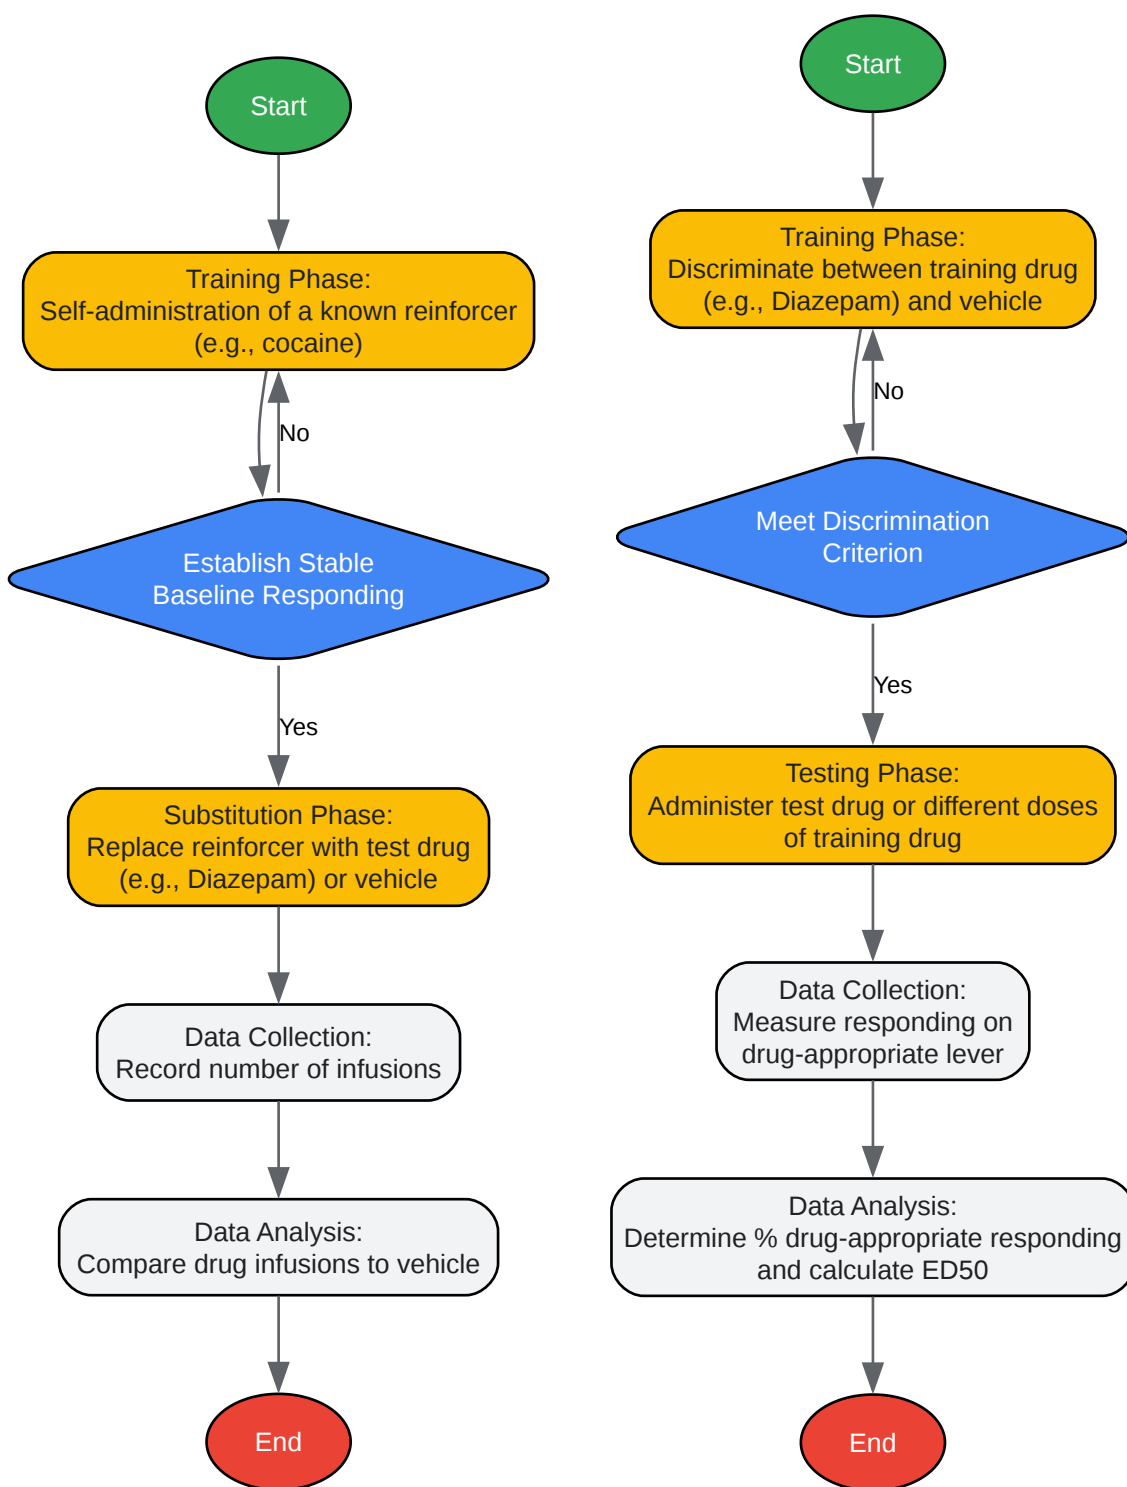 Start
Training Phase:
Self-administration of a known reinforcer
(e.g., cocaine)
No
Establish Stable
Baseline Responding
Yes
Substitution Phase:
Replace reinforcer with test drug
(e.g., Diazepam) or vehicle
Data Collection:
Record number of infusions
Data Analysis:
Compare drug infusions to vehicle
End
Start
Training Phase:
Discriminate between training drug
(e.g., Diazepam) and vehicle
No
Meet Discrimination
Criterion
Yes
Testing Phase:
Administer test drug or different doses
of training drug
Data Collection:
Measure responding on
drug-appropriate lever
Data Analysis:
Determine % drug-appropriate responding
and calculate ED50
End